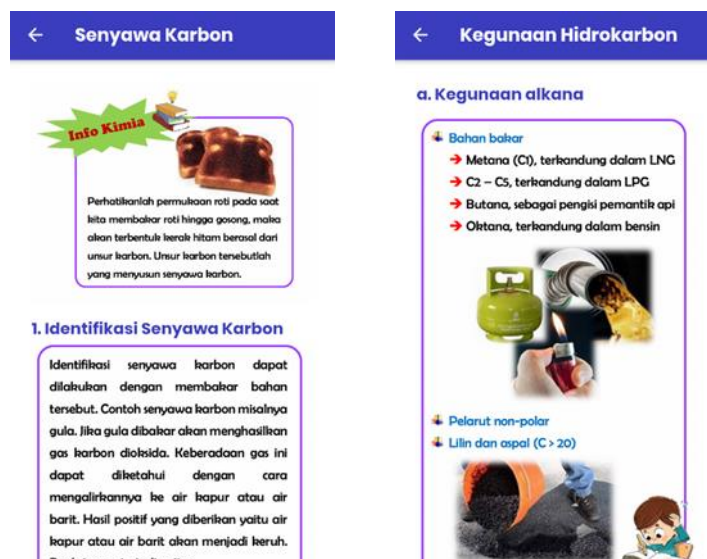 Senyawa Karbon
Info Kimia
Perhatikanlah permukaan roti pada saat
kita membakar roti hingga gosong, maka
akan terbentuk kerak hitam berasal dari
unsur karbon. Unsur karbon tersebutlah
yang menyusun senyawa karbon.
1. Identifikasi Senyawa Karbon
Identifikasi senyawa karbon dapat
dilakukan dengan membakar bahan
tersebut. Contoh senyawa karbon misalnya
gula. Jika gula dibakar akan menghasilkan
gas karbon dioksida. Keberadaan gas ini
dapat diketahui dengan cara
mengalirkannya ke air kapur atau air
barit. Hasil positif yang diberikan yaitu air
kapur atau air barit akan menjadi keruh.
Kegunaan Hidrokarbon
a. Kegunaan alkana
Bahan bakar
Metana (C1), terkandung dalam LNG
C2 – C5, terkandung dalam LPG
Butana, sebagai pengisi pemantik api
Oktana, terkandung dalam bensin
Pelarut non-polar
Lilin dan aspal (C > 20)